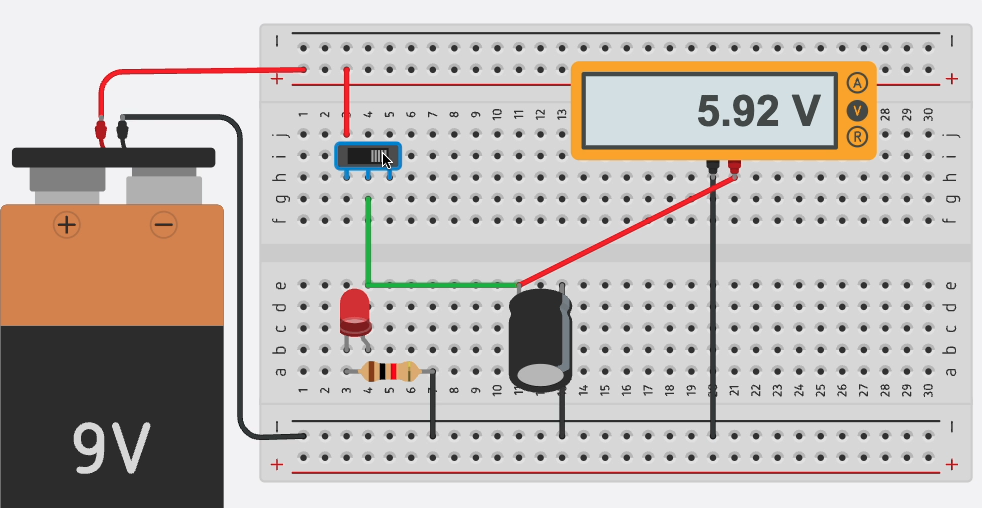 5.92 V
A
V
R
− −
+ +
1 2 3 4 5 6 7 8 9 10 11 12 13 28 29 30
j j
i i
h h
g g
f f
+ −
e e
d d
c c
b b
a a
1 2 3 4 5 6 7 8 9 10 11 14 15 16 17 18 19 20 21 22 23 24 25 26 27 28 29 30
− −
+ +
9V